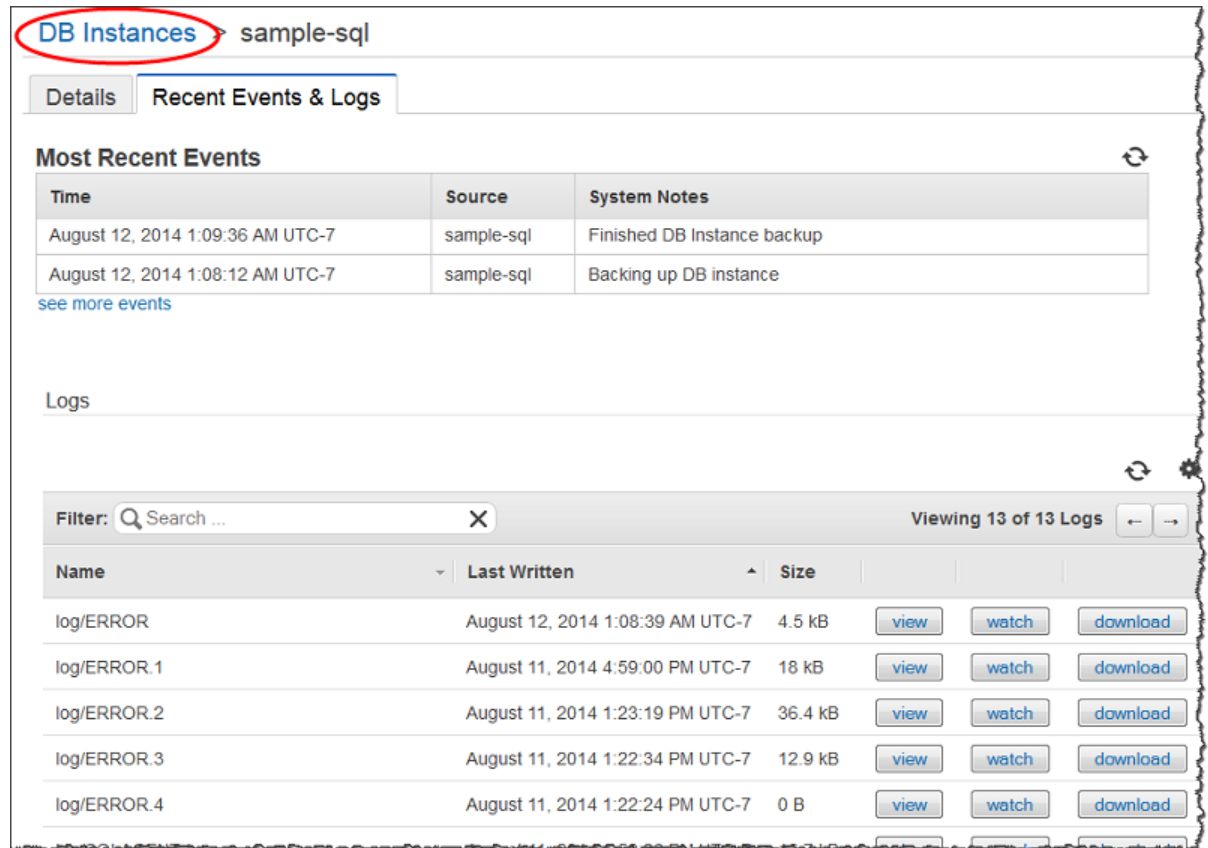 DB Instances > sample-sql
Details Recent Events & Logs
Most Recent Events
Time Source System Notes
August 12, 2014 1:09:36 AM UTC-7 sample-sql Finished DB Instance backup
August 12, 2014 1:08:12 AM UTC-7 sample-sql Backing up DB instance
see more events
Logs
Filter: Search ... X Viewing 13 of 13 Logs ← →
Name Last Written Size
log/ERROR August 12, 2014 1:08:39 AM UTC-7 4.5 kB view watch download
log/ERROR.1 August 11, 2014 4:59:00 PM UTC-7 18 kB view watch download
log/ERROR.2 August 11, 2014 1:23:19 PM UTC-7 36.4 kB view watch download
log/ERROR.3 August 11, 2014 1:22:34 PM UTC-7 12.9 kB view watch download
log/ERROR.4 August 11, 2014 1:22:24 PM UTC-7 0 B view watch download